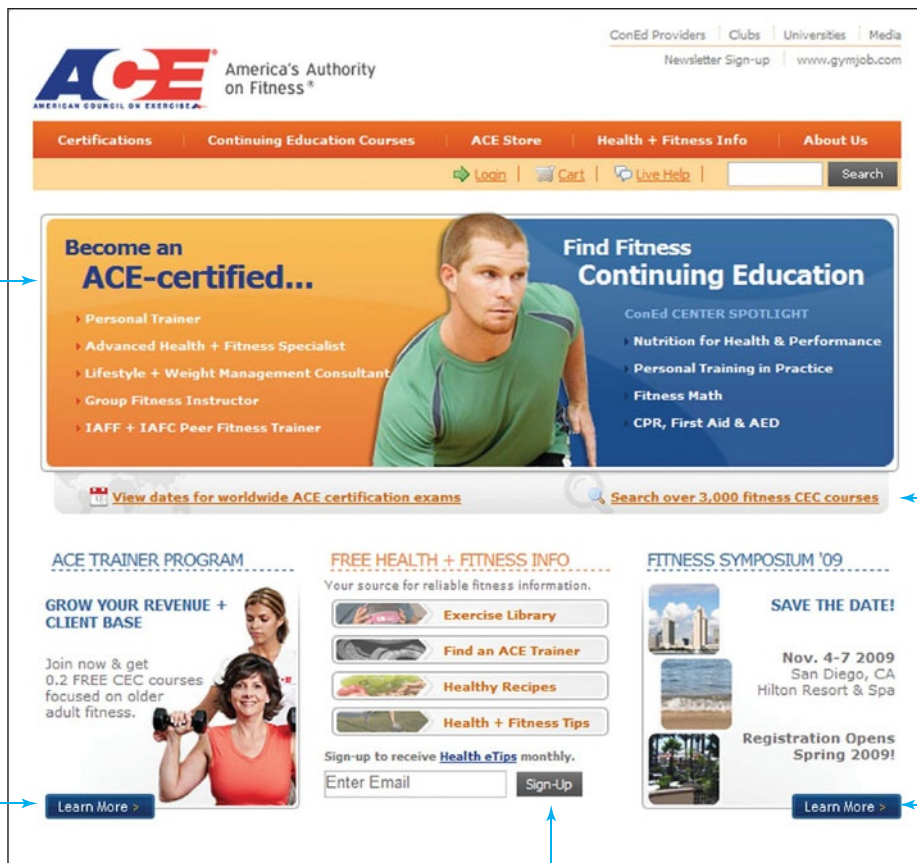 ConEd Providers Clubs Universities Media
Newsletter Sign-up www.gymjob.com
ACE®
AMERICAN COUNCIL ON EXERCISE
America's Authority
on Fitness®
Certifications Continuing Education Courses ACE Store Health + Fitness Info About Us
Login Cart Live Help Search
Become an
ACE-certified...
Personal Trainer
Advanced Health + Fitness Specialist
Lifestyle + Weight Management Consultant
Group Fitness Instructor
IAFF + IAFC Peer Fitness Trainer
Find Fitness
Continuing Education
ConEd CENTER SPOTLIGHT
Nutrition for Health & Performance
Personal Training in Practice
Fitness Math
CPR, First Aid & AED
View dates for worldwide ACE certification exams
Search over 3,000 fitness CEC courses
ACE TRAINER PROGRAM
GROW YOUR REVENUE +
CLIENT BASE
Join now & get
0.2 FREE CEC courses
focused on older
adult fitness.
Learn More >
FREE HEALTH + FITNESS INFO
Your source for reliable fitness information.
Exercise Library
Find an ACE Trainer
Healthy Recipes
Health + Fitness Tips
Sign-up to receive Health eTips monthly.
Enter Email Sign-Up
FITNESS SYMPOSIUM '09
SAVE THE DATE!
Nov. 4-7 2009
San Diego, CA
Hilton Resort & Spa
Registration Opens
Spring 2009!
Learn More >